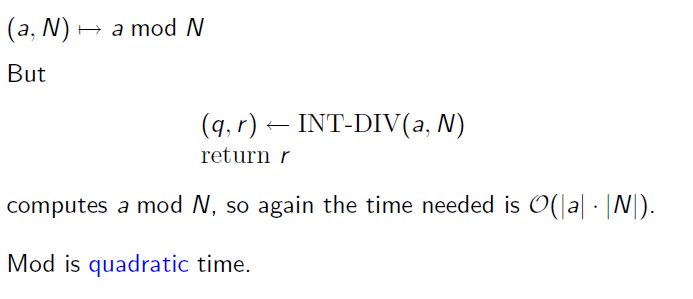 (a, N) ↦ a mod N
But
(q, r) ← INT-DIV(a, N)
return r
computes a mod N, so again the time needed is 𝒪(|a| · |N|).
Mod is quadratic time.